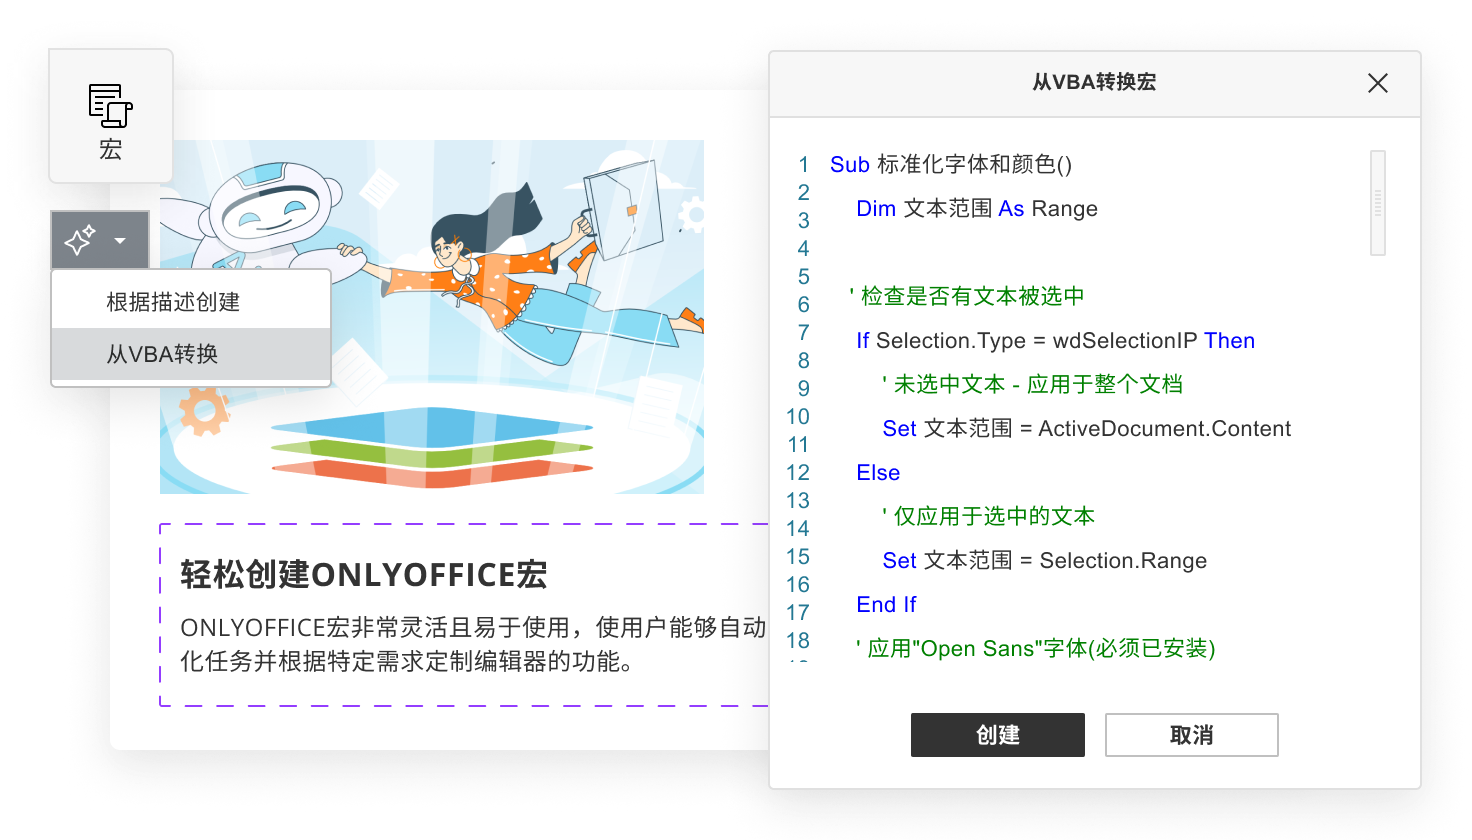 宏
根据描述创建
从VBA转换
轻松创建ONLYOFFICE宏
ONLYOFFICE宏非常灵活且易于使用，使用户能够自动
化任务并根据特定需求定制编辑器的功能。
从VBA转换宏
1
2
3
4
5
6
7
8
9
10
11
12
13
14
15
16
17
18
Sub 标准化字体和颜色()
Dim 文本范围 As Range
' 检查是否有文本被选中
If Selection.Type = wdSelectionIP Then
' 未选中文本 - 应用于整个文档
Set 文本范围 = ActiveDocument.Content
Else
' 仅应用于选中的文本
Set 文本范围 = Selection.Range
End If
' 应用"Open Sans"字体(必须已安装)
创建
取消